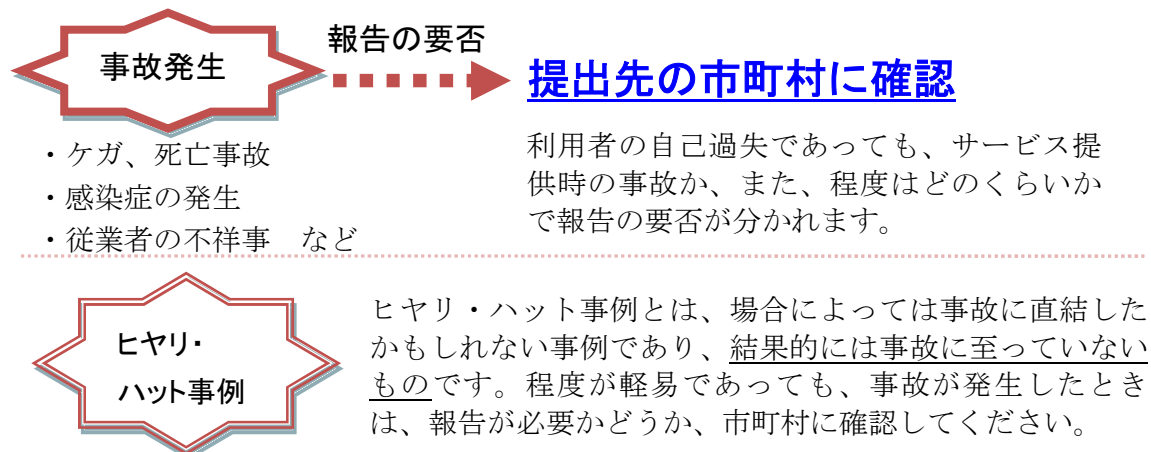 事故発生
報告の要否
提出先の市町村に確認
・ケガ、死亡事故
・感染症の発生
・従業者の不祥事　など
利用者の自己過失であっても、サービス提
供時の事故か、また、程度はどのくらいか
で報告の要否が分かれます。
ヒヤリ・
ハット事例
ヒヤリ・ハット事例とは、場合によっては事故に直結した
かもしれない事例であり、結果的には事故に至っていない
ものです。程度が軽易であっても、事故が発生したとき
は、報告が必要かどうか、市町村に確認してください。